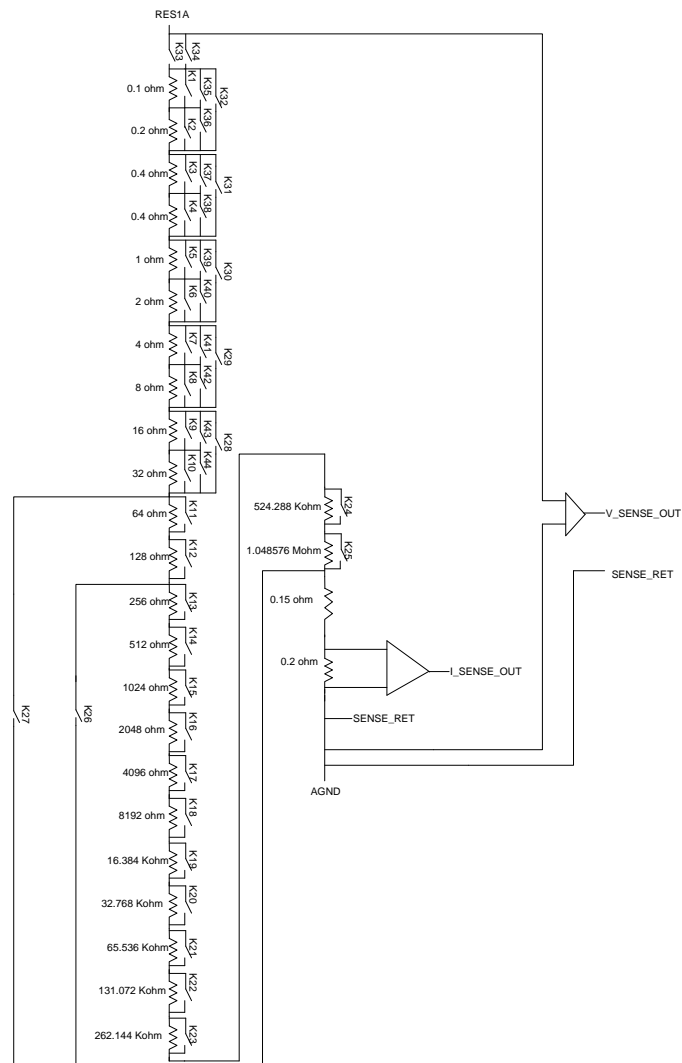 RES1A
K33
K34
0.1 ohm
K1
K35
K32
0.2 ohm
K2
K36
0.4 ohm
K3
K37
K31
0.4 ohm
K4
K38
1 ohm
K5
K39
K30
2 ohm
K6
K40
4 ohm
K7
K41
K29
8 ohm
K8
K42
16 ohm
K9
K43
K28
32 ohm
K10
K44
64 ohm
K11
128 ohm
K12
256 ohm
K13
512 ohm
K14
1024 ohm
K15
2048 ohm
K16
4096 ohm
K17
8192 ohm
K18
16.384 Kohm
K19
32.768 Kohm
K20
65.536 Kohm
K21
131.072 Kohm
K22
262.144 Kohm
K23
K27
K26
524.288 Kohm
K24
1.048576 Mohm
K25
0.15 ohm
0.2 ohm
I_SENSE_OUT
SENSE_RET
AGND
V_SENSE_OUT
SENSE_RET